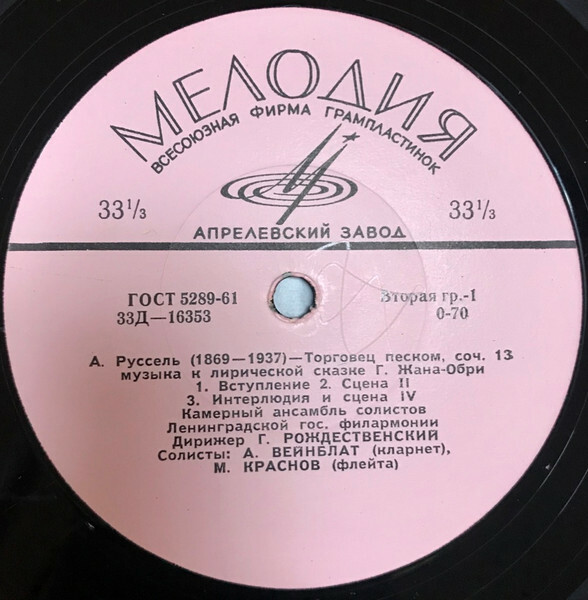 МЕЛОДИЯ
ВСЕСОЮЗНАЯ ФИРМА ГРАМПЛАСТИНОК
33⅓ 33⅓
АПРЕЛЕВСКИЙ ЗАВОД
ГОСТ 5289-61 Вторая гр.-1
33Д—16353 0-70
А. Руссель (1869—1937)—Торговец песком, соч. 13
музыка к лирической сказке Г. Жана-Обри
1. Вступление 2. Сцена II
3. Интерлюдия и сцена IV
Камерный ансамбль солистов
Ленинградской гос. филармонии
Дирижер Г. РОЖДЕСТВЕНСКИЙ
Солисты: А. ВЕЙНБЛАТ (кларнет),
М. КРАСНОВ (флейта)